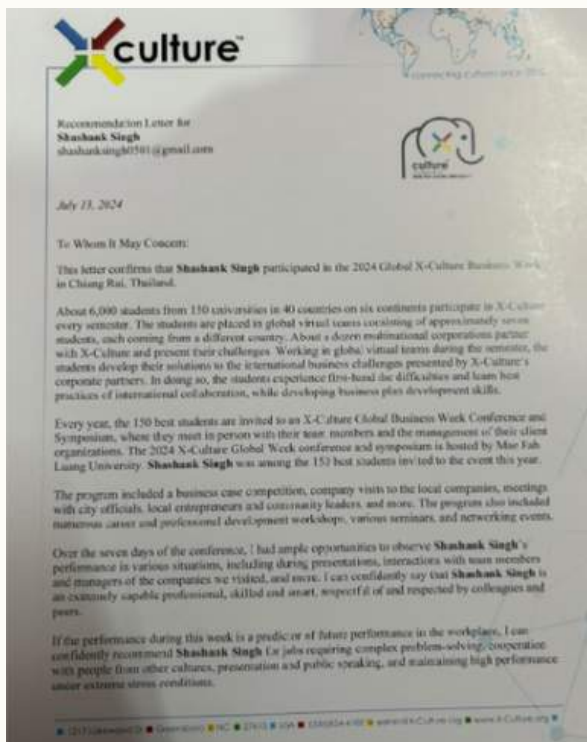 culture™
connecting cultures since 2010
Recommendation Letter for
Shashank Singh
shashanksingh0501@gmail.com
culture
July 13, 2024
To Whom It May Concern:
This letter confirms that Shashank Singh participated in the 2024 Global X-Culture Business Week
in Chiang Rai, Thailand.
About 6,000 students from 150 universities in 40 countries on six continents participate in X-Culture
every semester. The students are placed in global virtual teams consisting of approximately seven
students, each coming from a different country. About a dozen multinational corporations partner
with X-Culture and present their challenges. Working in global virtual teams during the semester, the
students develop their solutions to the international business challenges presented by X-Culture's
corporate partners. In doing so, the students experience first-hand the difficulties and learn best
practices of international collaboration, while developing business plan development skills.
Every year, the 150 best students are invited to an X-Culture Global Business Week Conference and
Symposium, where they meet in person with their team members and the management of their client
organizations. The 2024 X-Culture Global Week conference and symposium is hosted by Mae Fah
Luang University. Shashank Singh was among the 150 best students invited to the event this year.
The program included a business case competition, company visits to the local companies, meetings
with city officials, local entrepreneurs and community leaders, and more. The program also included
numerous career and professional development workshops, various seminars, and networking events.
Over the seven days of the conference, I had ample opportunities to observe Shashank Singh's
performance in various situations, including during presentations, interactions with team members
and managers of the companies we visited, and more. I can confidently say that Shashank Singh is
an extremely capable professional, skilled and smart, respectful of and respected by colleagues and
peers.
If the performance during this week is a predictor of future performance in the workplace, I can
confidently recommend Shashank Singh for jobs requiring complex problem-solving, cooperation
with people from other cultures, presentation and public speaking, and maintaining high performance
under extreme stress conditions.
Greensboro NC USA www.X-Culture.org